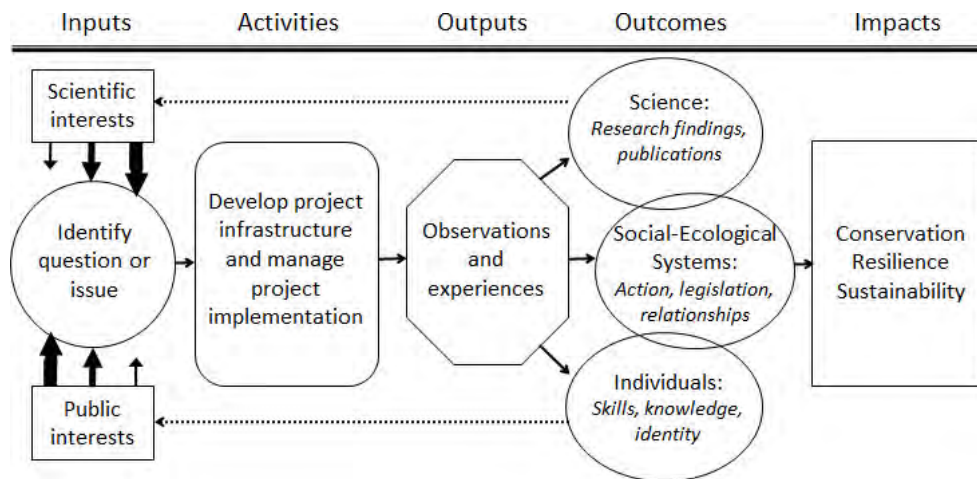 Inputs
Activities
Outputs
Outcomes
Impacts
Scientific
interests
Identify
question or
issue
Public
interests
Develop project
infrastructure
and manage
project
implementation
Observations
and
experiences
Science:
Research findings,
publications
Social-Ecological
Systems:
Action, legislation,
relationships
Individuals:
Skills, knowledge,
identity
Conservation
Resilience
Sustainability